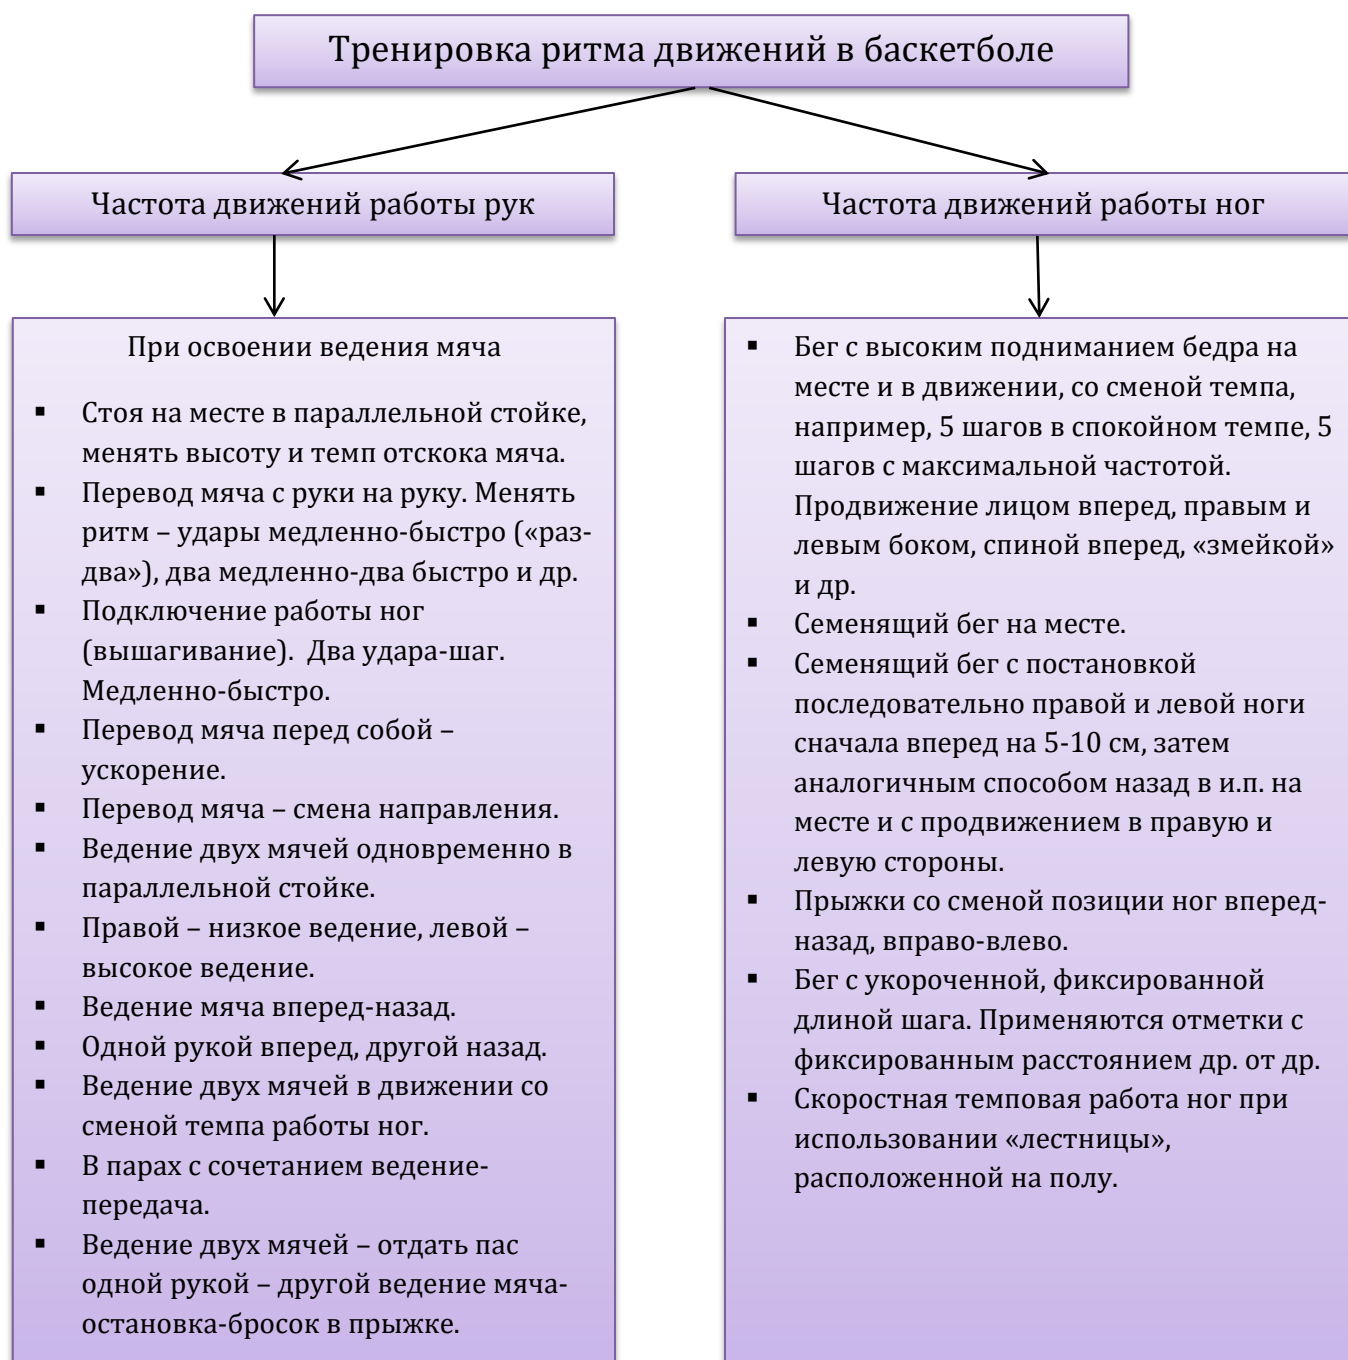 Тренировка ритма движений в баскетболе
Частота движений работы рук
Частота движений работы ног
При освоении ведения мяча
▪ Стоя на месте в параллельной стойке,
менять высоту и темп отскока мяча.
▪ Перевод мяча с руки на руку. Менять
ритм – удары медленно-быстро («раз-
два»), два медленно-два быстро и др.
▪ Подключение работы ног
(вышагивание). Два удара-шаг.
Медленно-быстро.
▪ Перевод мяча перед собой –
ускорение.
▪ Перевод мяча – смена направления.
▪ Ведение двух мячей одновременно в
параллельной стойке.
▪ Правой – низкое ведение, левой –
высокое ведение.
▪ Ведение мяча вперед-назад.
▪ Одной рукой вперед, другой назад.
▪ Ведение двух мячей в движении со
сменой темпа работы ног.
▪ В парах с сочетанием ведение-
передача.
▪ Ведение двух мячей – отдать пас
одной рукой – другой ведение мяча-
остановка-бросок в прыжке.
▪ Бег с высоким подниманием бедра на
месте и в движении, со сменой темпа,
например, 5 шагов в спокойном темпе, 5
шагов с максимальной частотой.
Продвижение лицом вперед, правым и
левым боком, спиной вперед, «змейкой»
и др.
▪ Семенящий бег на месте.
▪ Семенящий бег с постановкой
последовательно правой и левой ноги
сначала вперед на 5-10 см, затем
аналогичным способом назад в и.п. на
месте и с продвижением в правую и
левую стороны.
▪ Прыжки со сменой позиции ног вперед-
назад, вправо-влево.
▪ Бег с укороченной, фиксированной
длиной шага. Применяются отметки с
фиксированным расстоянием др. от др.
▪ Скоростная темповая работа ног при
использовании «лестницы»,
расположенной на полу.